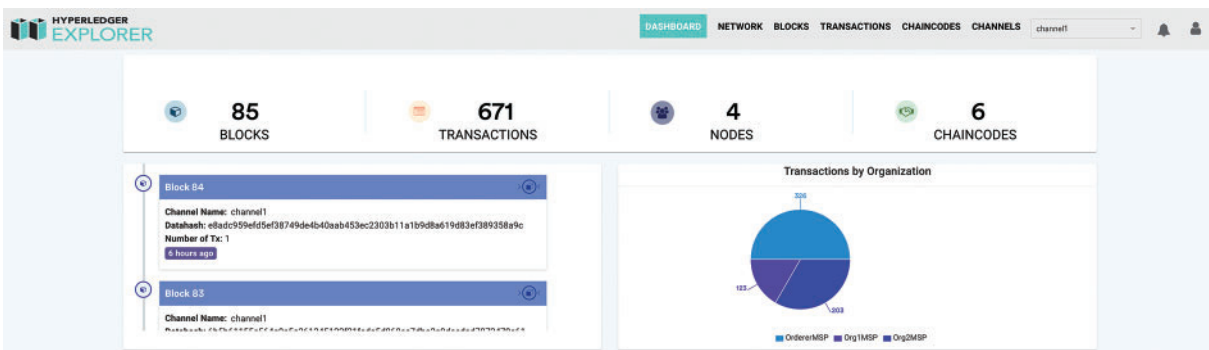 HYPERLEDGER
EXPLORER
DASHBOARD NETWORK BLOCKS TRANSACTIONS CHAINCODES CHANNELS channel1
85
BLOCKS
671
TRANSACTIONS
4
NODES
6
CHAINCODES
Block 84
Channel Name: channel1
Datahash: e8adc959efd5ef38749de4b40aab453ec2303b11a1b9d8a619d83ef389358a9c
Number of Tx: 1
6 hours ago
Block 83
Channel Name: channel1
Transactions by Organization
326
123
203
OrdererMSP Org1MSP Org2MSP